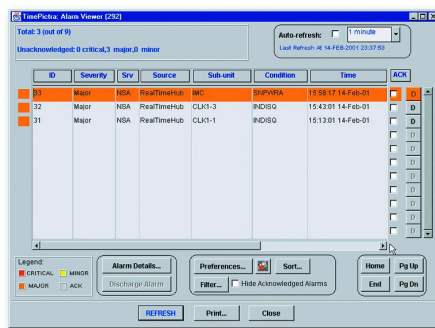 TimePictra: Alarm Viewer [292]
Total: 3 (out of 9)
Unacknowledged: 0 critical,3 major,0 minor
Auto-refresh: 1 minute
Last Refresh At 14-FEB-2001 23:37:53
ID Severity Srv Source Sub-unit Condition Time ACK
33 Major NSA RealTimeHub IMC SNPWRA 15:58:17 14-Feb-01 D
32 Major NSA RealTimeHub CLK1-3 INDISQ 15:43:01 14-Feb-01 D
31 Major NSA RealTimeHub CLK1-1 INDISQ 15:13:01 14-Feb-01 D
D
D
D
D
D
D
D
Legend:
CRITICAL MINOR
MAJOR ACK
Alarm Details...
Discharge Alarm
Preferences... Sort...
Filter... Hide Acknowledged Alarms
Home Pg Up
End Pg Dn
REFRESH Print... Close